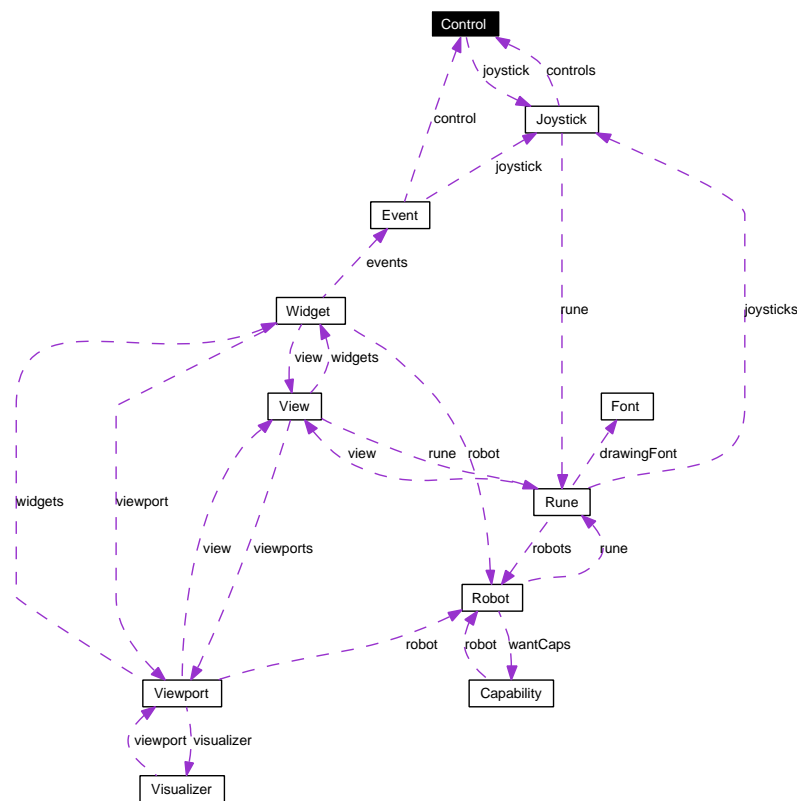 Control
joystick
controls
control
Joystick
joystick
Event
events
Widget
rune
joysticks
view
widgets
View
Font
view
rune
robot
drawingFont
widgets
viewport
Rune
view
viewports
robots
rune
Robot
robot
robot
wantCaps
Viewport
Capability
viewport
visualizer
Visualizer